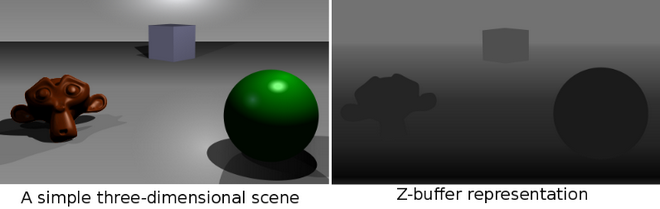 A simple three-dimensional scene
Z-buffer representation